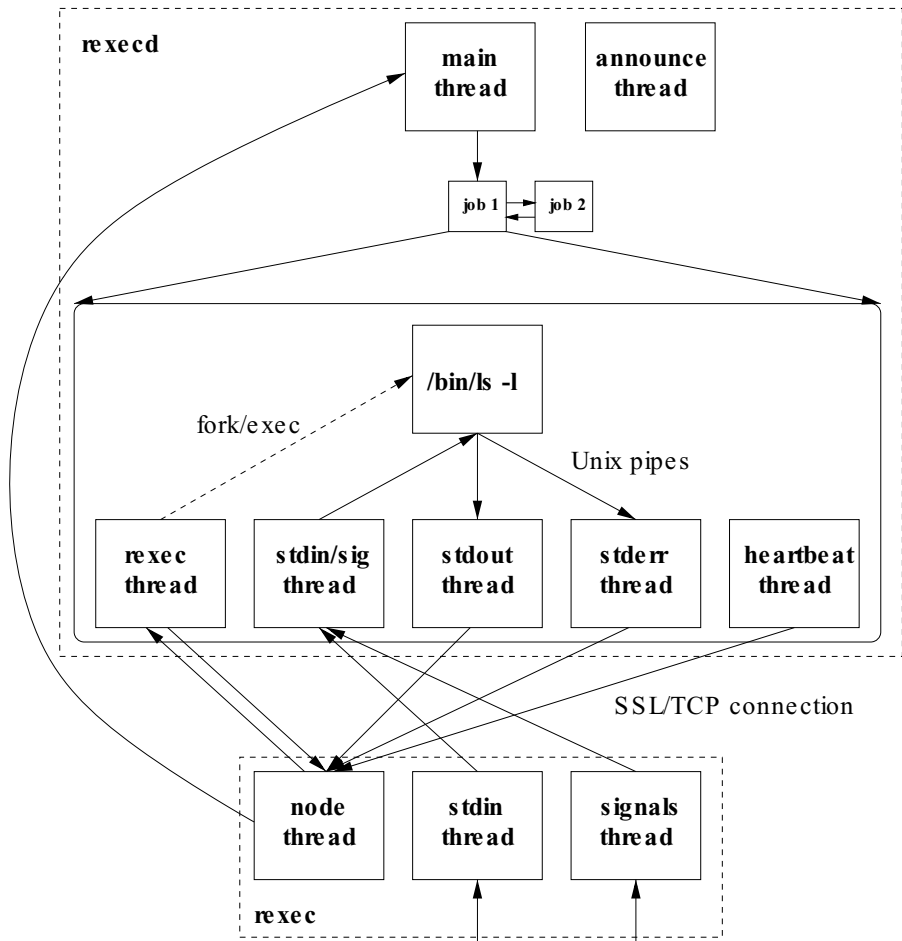 rexecd
main
thread
announce
thread
job 1
job 2
/bin/ls -l
fork/exec
Unix pipes
rexec
thread
stdin/sig
thread
stdout
thread
stderr
thread
heartbeat
thread
SSL/TCP connection
node
thread
stdin
thread
signals
thread
rexec